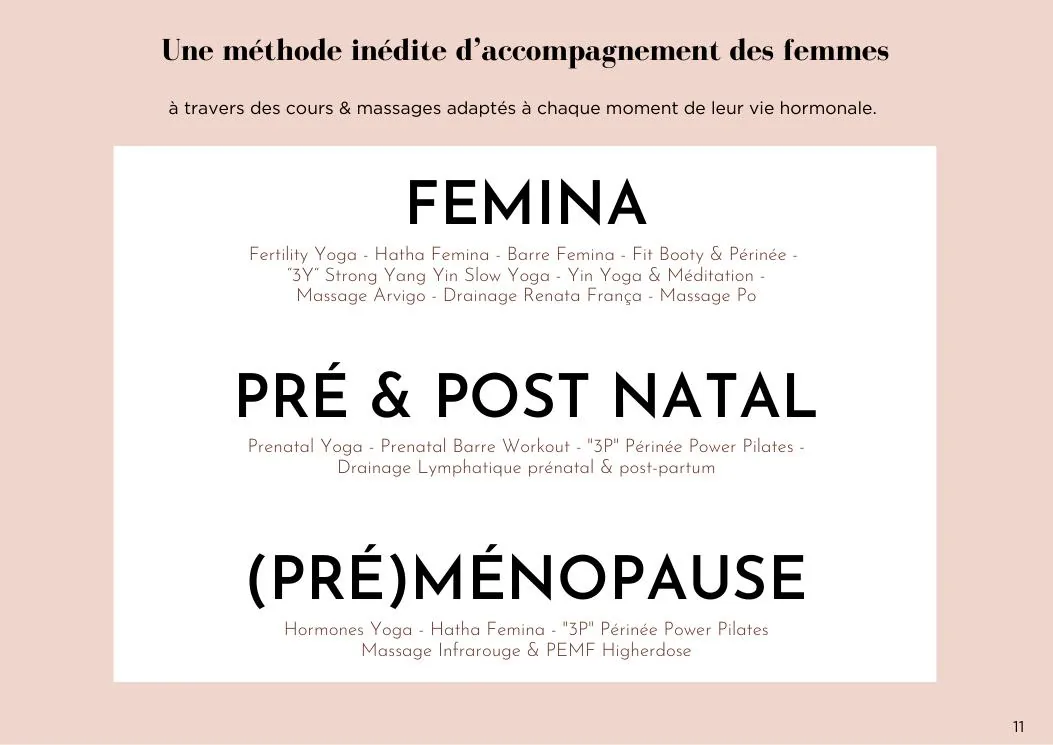 Une méthode inédite d’accompagnement des femmes
à travers des cours & massages adaptés à chaque moment de leur vie hormonale.
FEMINA
Fertility Yoga - Hatha Femina - Barre Femina - Fit Booty & Périnée -
“3Y” Strong Yang Yin Slow Yoga - Yin Yoga & Méditation -
Massage Arvigo - Drainage Renata França - Massage Po
PRÉ & POST NATAL
Prenatal Yoga - Prenatal Barre Workout - "3P" Périnée Power Pilates -
Drainage Lymphatique prénatal & post-partum
(PRÉ)MÉNOPAUSE
Hormones Yoga - Hatha Femina - "3P" Périnée Power Pilates
Massage Infrarouge & PEMF Higherdose
11